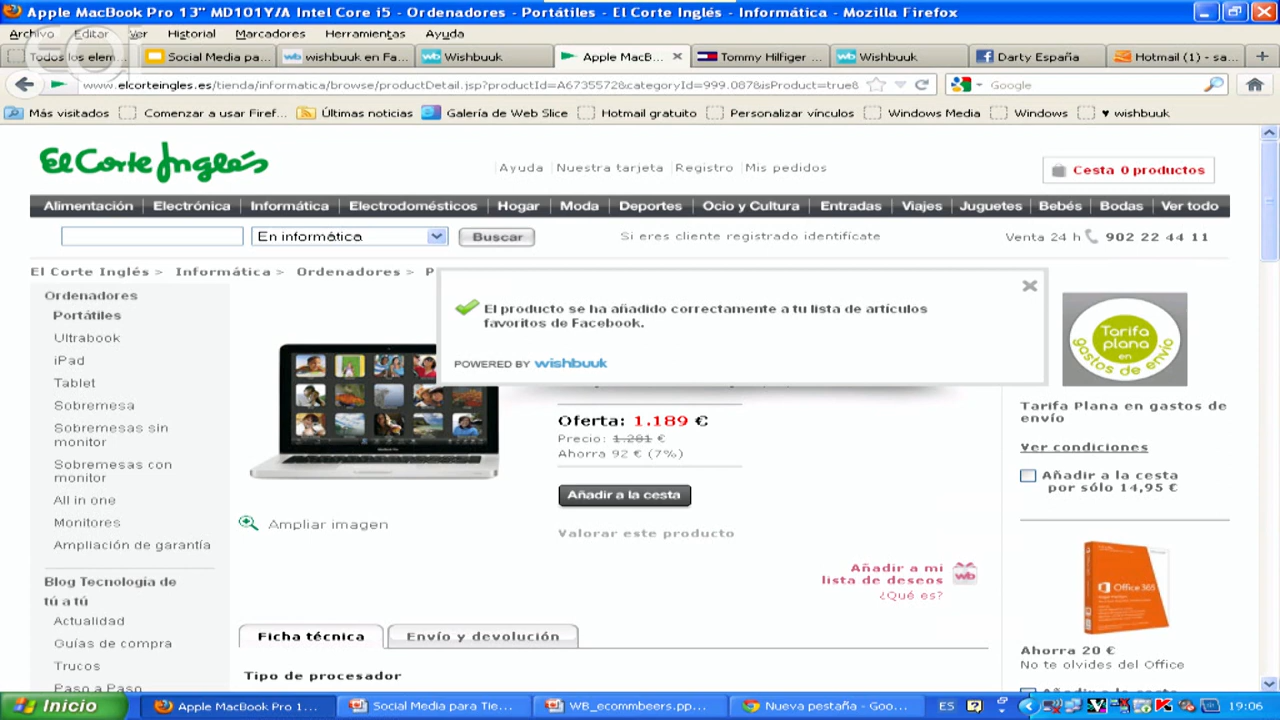 Apple MacBook Pro 13" MD101Y/A Intel Core i5 - Ordenadores - Portátiles - El Corte Inglés - Informática - Mozilla Firefox
Archivo Editar Ver Historial Marcadores Herramientas Ayuda
Todos los elem...
Social Media pa...
wishbuuk en Fa...
Wishbuuk
Apple MacB...
Tommy Hilfiger ...
Wishbuuk
Darty España
Hotmail (1) - sa...
www.elcorteingles.es/tienda/informatica/browse/productDetail.jsp?productId=A6735572&categoryId=999.087&isProduct=true&
Google
Más visitados Comenzar a usar Firef... Últimas noticias Galería de Web Slice Hotmail gratuito Personalizar vínculos Windows Media Windows ♥ wishbuuk
El Corte Inglés
Ayuda Nuestra tarjeta Registro Mis pedidos
Cesta 0 productos
Alimentación Electrónica Informática Electrodomésticos Hogar Moda Deportes Ocio y Cultura Entradas Viajes Juguetes Bebés Bodas Ver todo
En informática
Buscar
Si eres cliente registrado identifícate
Venta 24 h 902 22 44 11
El Corte Inglés > Informática > Ordenadores > P
Ordenadores
Portátiles
Ultrabook
iPad
Tablet
Sobremesa
Sobremesas sin
monitor
Sobremesas con
monitor
All in one
Monitores
Ampliación de garantía
Blog Tecnología de
tú a tú
Actualidad
Guías de compra
Trucos
Paso a Paso
El producto se ha añadido correctamente a tu lista de artículos
favoritos de Facebook.
POWERED BY wishbuuk
Ampliar imagen
Oferta: 1.189 €
Precio: 1.281 €
Ahorra 92 € (7%)
Añadir a la cesta
Valorar este producto
Añadir a mi
lista de deseos
¿Qué es?
wb
Ficha técnica
Envío y devolución
Tipo de procesador
Tarifa
plana
en
gastos de envío
Tarifa Plana en gastos de
envío
Ver condiciones
Añadir a la cesta
por sólo 14,95 €
Office 365
Ahorra 20 €
No te olvides del Office
Añadir a la cesta
Inicio
Apple MacBook Pro 1...
Social Media para Tie...
WB_ecommbeers.pp...
Nueva pestaña - Goo...
ES
19:06